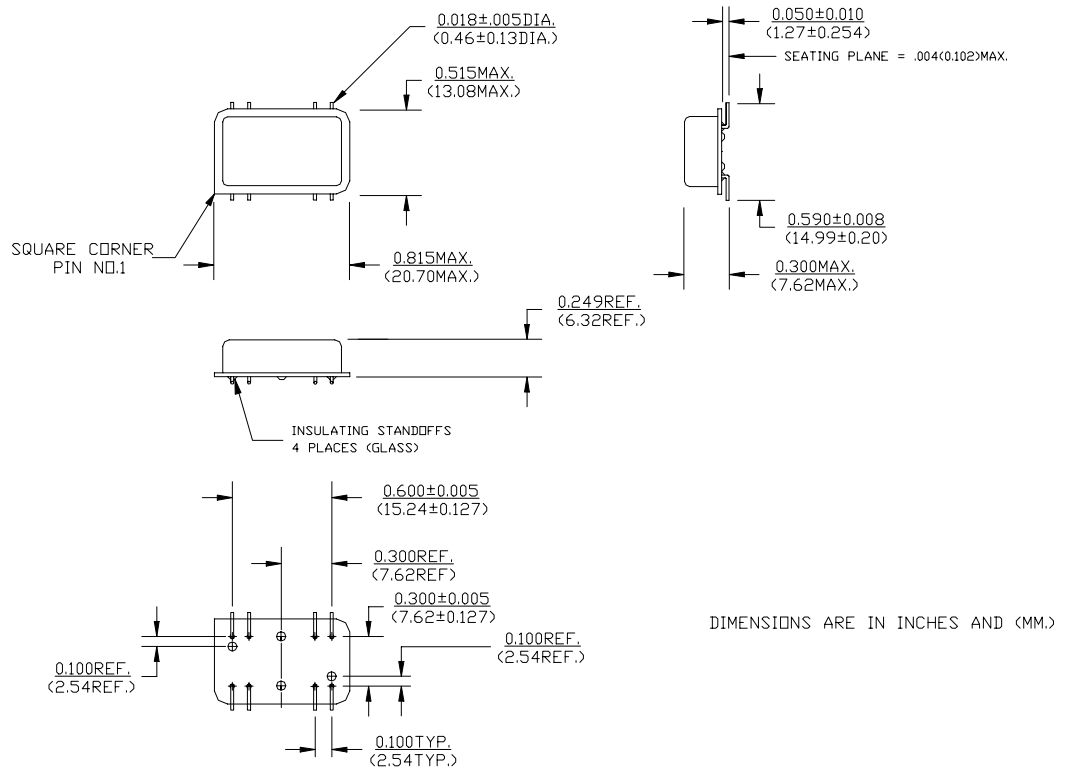 0.018±.005DIA.
(0.46±0.13DIA.)
0.515MAX.
(13.08MAX.)
SQUARE CORNER
PIN NO.1
0.815MAX.
(20.70MAX.)
0.050±0.010
(1.27±0.254)
SEATING PLANE = .004(0.102)MAX.
0.590±0.008
(14.99±0.20)
0.300MAX.
(7.62MAX.)
0.249REF.
(6.32REF.)
INSULATING STANDOFFS
4 PLACES (GLASS)
0.600±0.005
(15.24±0.127)
0.300REF.
(7.62REF)
0.300±0.005
(7.62±0.127)
0.100REF.
(2.54REF.)
0.100REF.
(2.54REF.)
0.100TYP.
(2.54TYP.)
DIMENSIONS ARE IN INCHES AND (MM.)